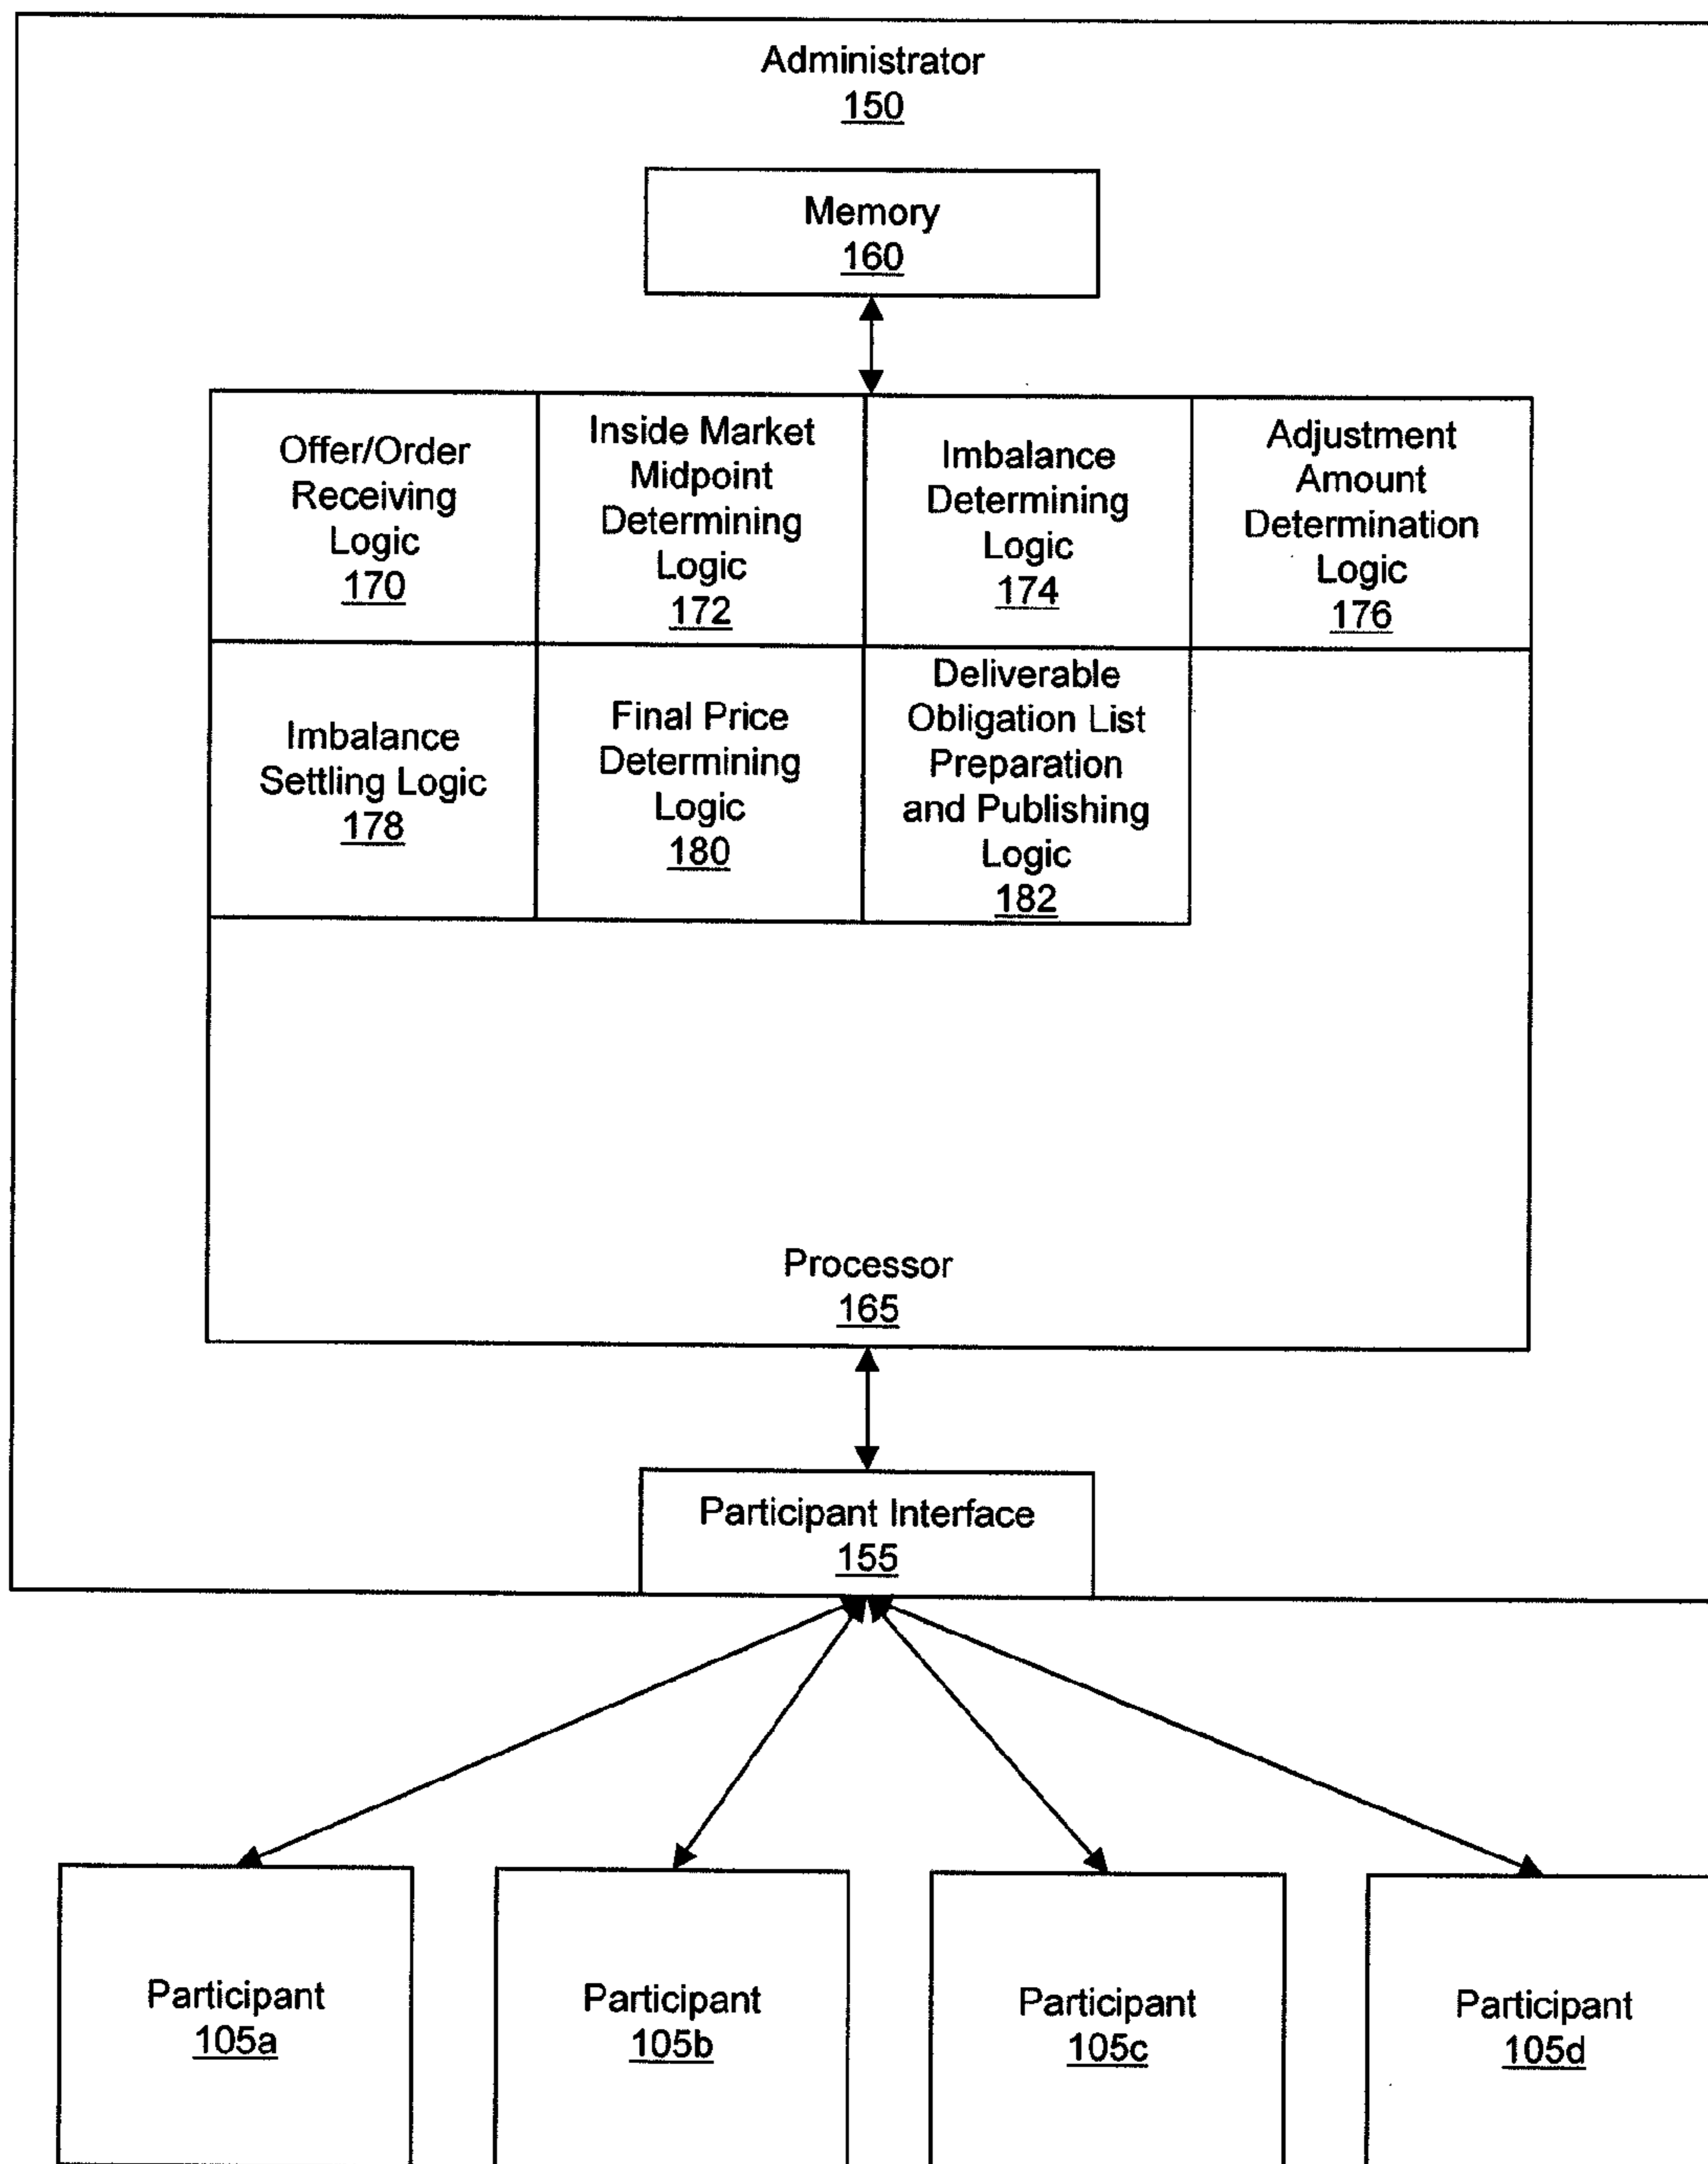 Administrator
150
Memory
160
Offer/Order
Receiving
Logic
170
Inside Market
Midpoint
Determining
Logic
172
Imbalance
Determining
Logic
174
Adjustment
Amount
Determination
Logic
176
Imbalance
Settling Logic
178
Final Price
Determining
Logic
180
Deliverable
Obligation List
Preparation
and Publishing
Logic
182
Processor
165
Participant Interface
155
Participant
105a
Participant
105b
Participant
105c
Participant
105d